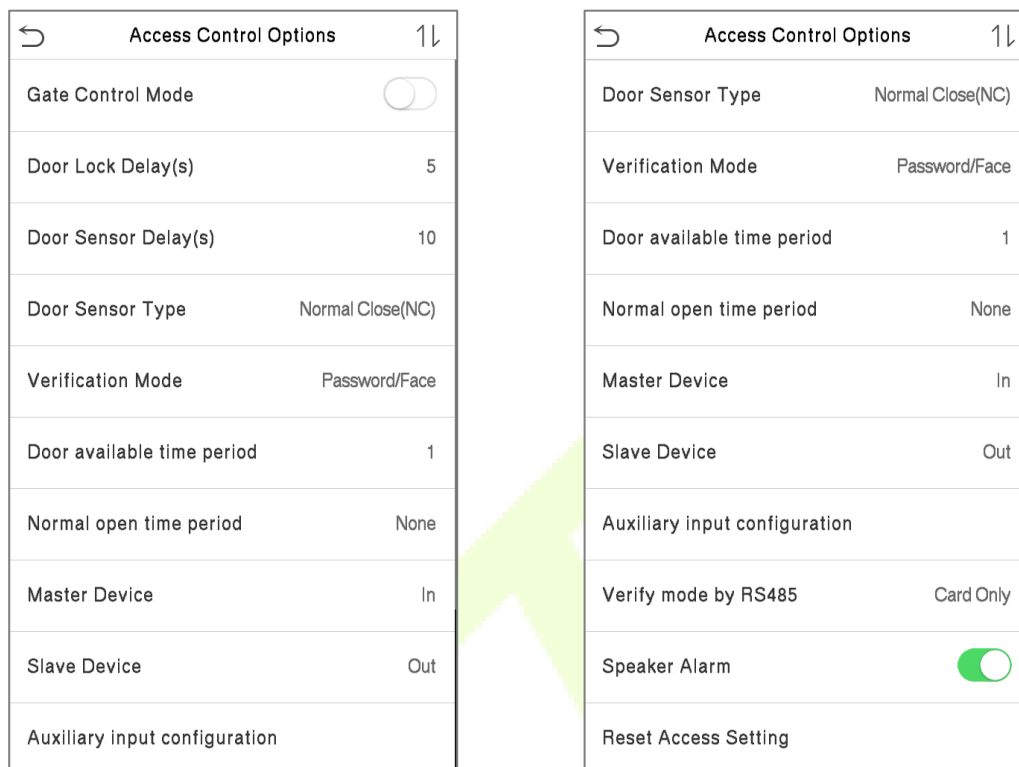 Access Control Options
Gate Control Mode
Door Lock Delay(s) 5
Door Sensor Delay(s) 10
Door Sensor Type Normal Close(NC)
Verification Mode Password/Face
Door available time period 1
Normal open time period None
Master Device In
Slave Device Out
Auxiliary input configuration
Access Control Options
Door Sensor Type Normal Close(NC)
Verification Mode Password/Face
Door available time period 1
Normal open time period None
Master Device In
Slave Device Out
Auxiliary input configuration
Verify mode by RS485 Card Only
Speaker Alarm
Reset Access Setting